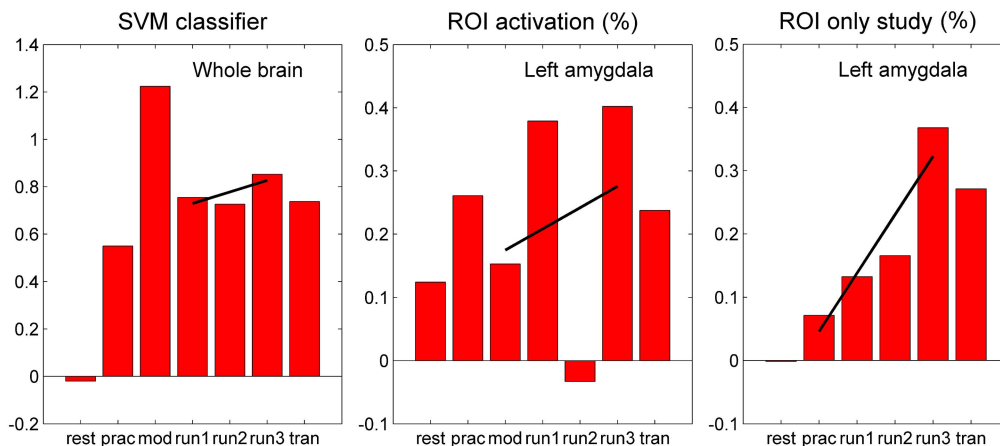 SVM classifier
Whole brain
1.4
1.2
1
0.8
0.6
0.4
0.2
0
-0.2
rest prac mod run1 run2 run3 tran
ROI activation (%)
Left amygdala
0.5
0.4
0.3
0.2
0.1
0
-0.1
rest prac mod run1 run2 run3 tran
ROI only study (%)
Left amygdala
0.5
0.4
0.3
0.2
0.1
0
-0.1
rest prac run1 run2 run3 tran